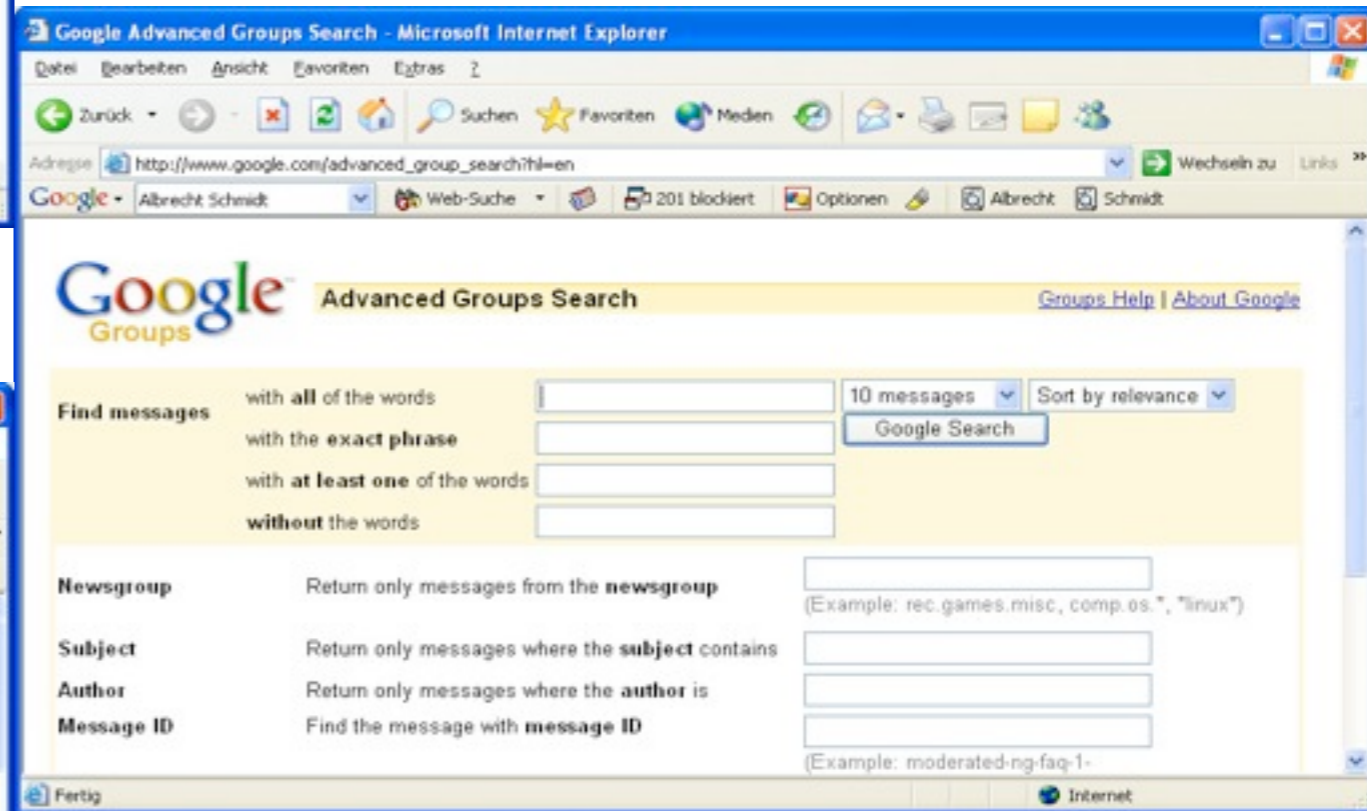 Google Advanced Groups Search - Microsoft Internet Explorer
Datei Bearbeiten Ansicht Favoriten Extras ?
Zurück Suchen Favoriten Medien
Adresse http://www.google.com/advanced_group_search?hl=en Wechseln zu Links »
Google Albrecht Schmidt Web-Suche 201 blockiert Optionen Albrecht Schmidt
Google Groups Advanced Groups Search Groups Help | About Google
Find messages with all of the words 10 messages Sort by relevance
with the exact phrase Google Search
with at least one of the words
without the words
Newsgroup Return only messages from the newsgroup
(Example: rec.games.misc, comp.os.*, *linux*)
Subject Return only messages where the subject contains
Author Return only messages where the author is
Message ID Find the message with message ID
(Example: moderated-ng-faq-1-
Fertig Internet